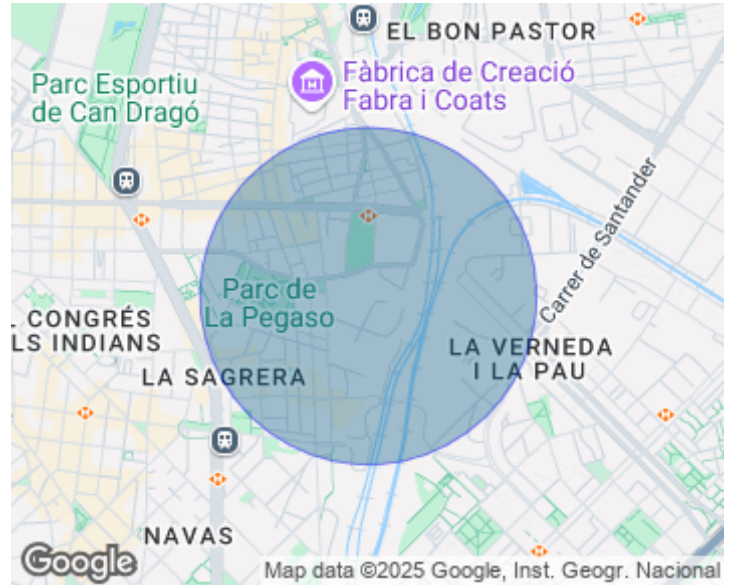 EL BON PASTOR
Fàbrica de Creació
Fabra i Coats
Parc Esportiu
de Can Dragó
Carrer de Santander
Parc de
La Pegaso
CONGRÉS
LS INDIANS
LA VERNEDA
I LA PAU
LA SAGRERA
NAVAS
Google
Map data ©2025 Google, Inst. Geogr. Nacional